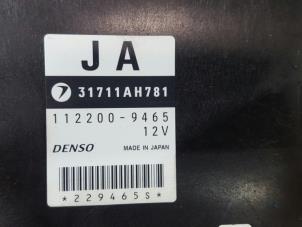 JA
31711AH781
112200-9465
12V
DENSO MADE IN JAPAN
*229465S*